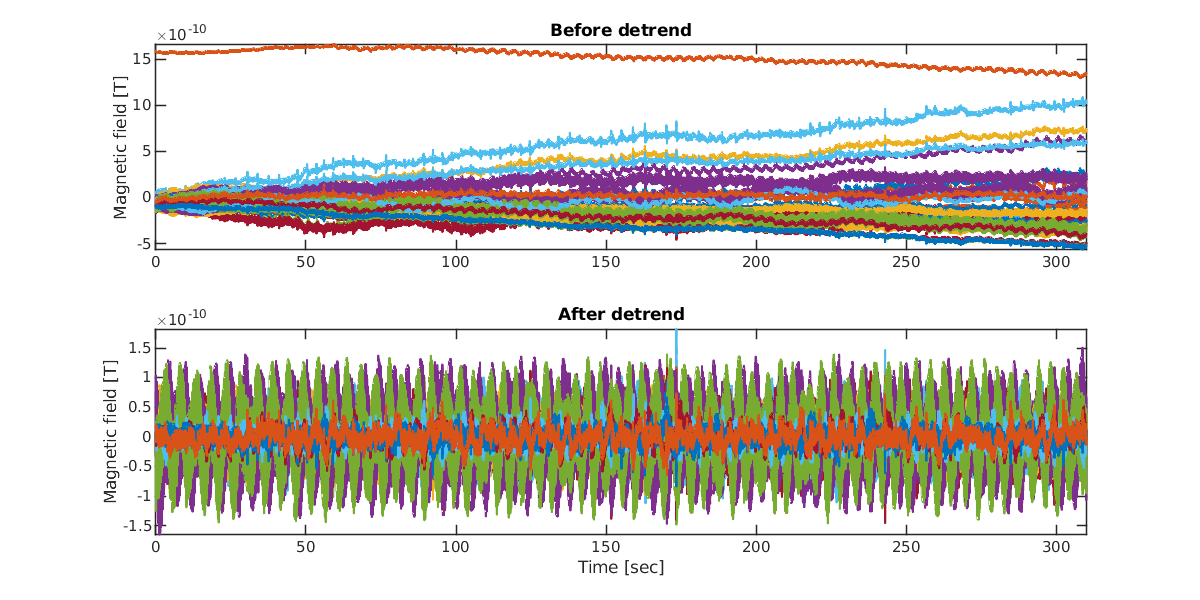 Before detrend
×10-10
15
10
5
0
-5
Magnetic field [T]
0 50 100 150 200 250 300
After detrend
×10-10
1.5
1
0.5
0
-0.5
-1
-1.5
Magnetic field [T]
0 50 100 150 200 250 300
Time [sec]